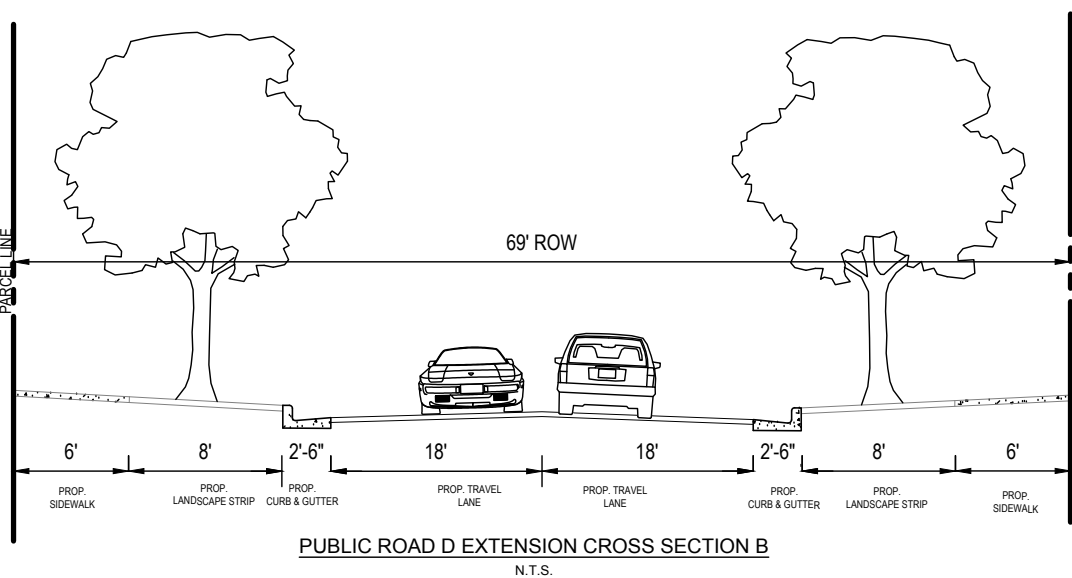 69' ROW
PARCEL LINE
6'
8'
2'-6"
18'
18'
2'-6"
8'
6'
PROP.
SIDEWALK
PROP.
LANDSCAPE STRIP
PROP.
CURB & GUTTER
PROP. TRAVEL
LANE
PROP. TRAVEL
LANE
PROP.
CURB & GUTTER
PROP.
LANDSCAPE STRIP
PROP.
SIDEWALK
PUBLIC ROAD D EXTENSION CROSS SECTION B
N.T.S.